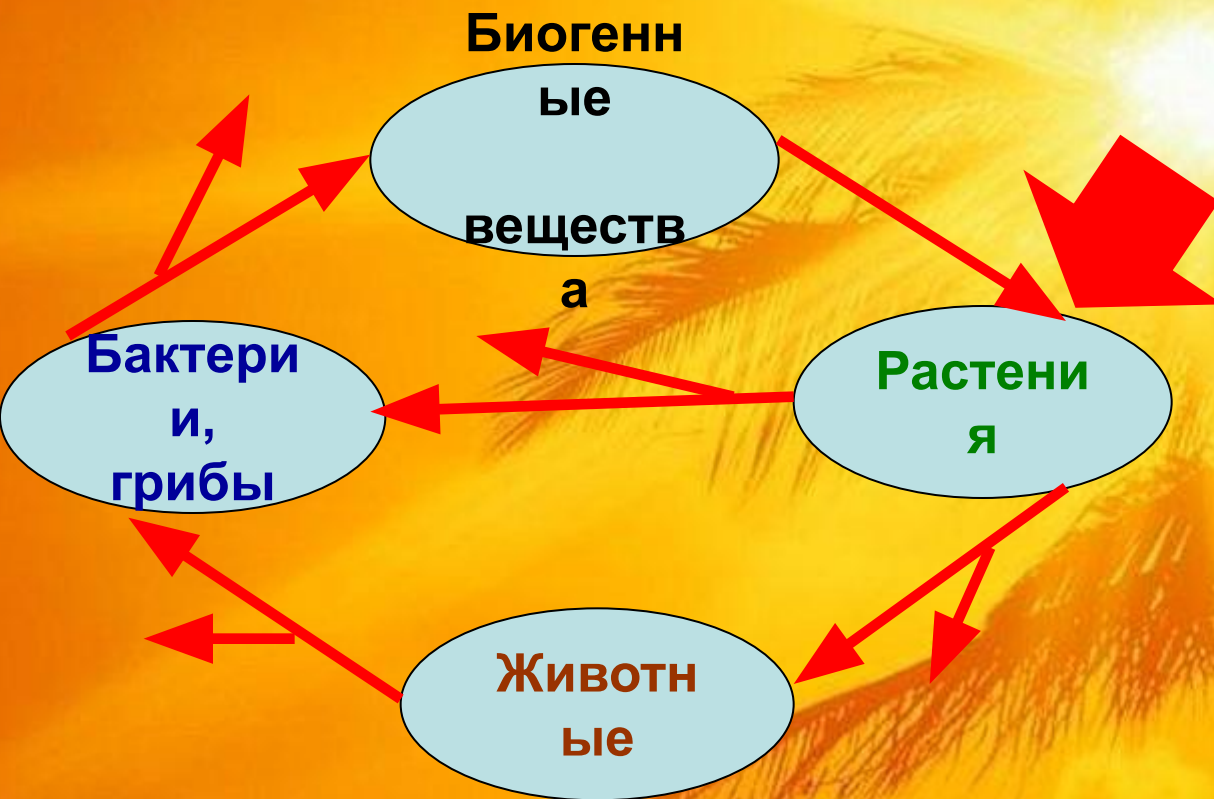 Биогенн
ые
веществ
а
Бактери
и,
грибы
Растени
я
Животн
ые